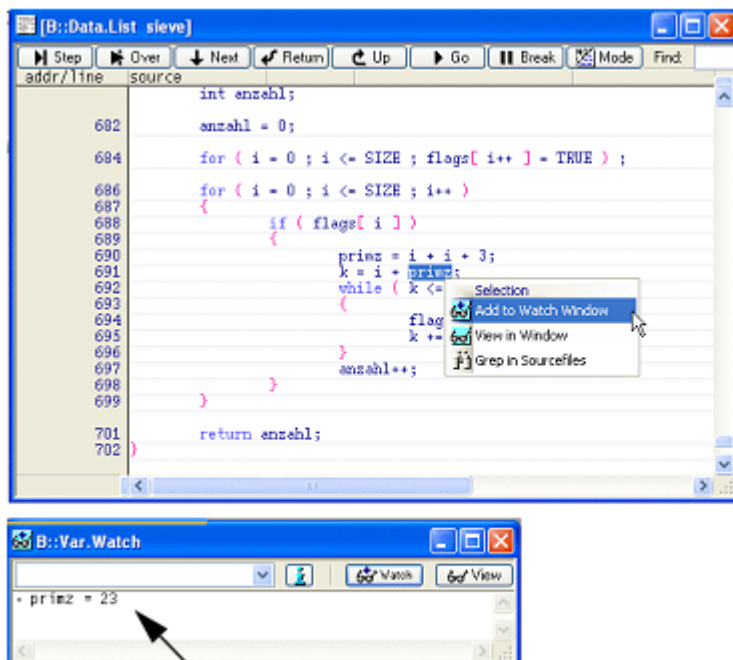 [B::Data.List sieve]
Step Over Next Return Up Go Break Mode Find:
addr/line source
int anzahl;
682 anzahl = 0;
684 for ( i = 0 ; i <= SIZE ; flags[ i++ ] = TRUE ) ;
686 for ( i = 0 ; i <= SIZE ; i++ )
687 {
688 if ( flags[ i ] )
689 {
690 primz = i + i + 3;
691 k = i + primz;
692 while ( k <=
693 {
694 flag
695 k +=
696 }
697 anzahl++;
698 }
699 }
701 return anzahl;
702 }
Selection
Add to Watch Window
View in Window
Grep in Sourcefiles
B::Var.Watch
Watch View
primz = 23